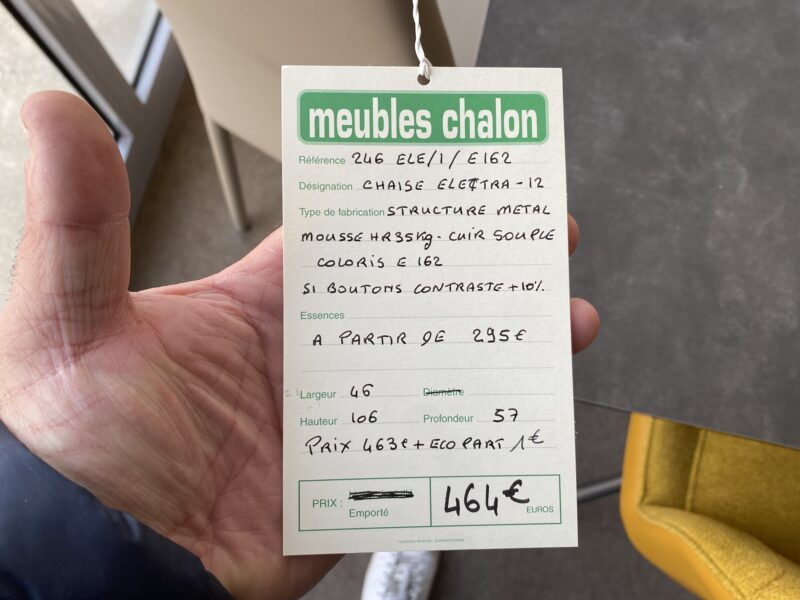 meubles chalon
Référence 246 ELE/1/E162
Désignation CHAISE ELECTRA-12
Type de fabrication STRUCTURE METAL
MOUSSE HR35Kg - CUIR SOUPLE
COLORIS E 162
SI BOUTONS CONTRASTE +10%
Essences
A PARTIR DE 295€
Largeur 46 Diamètre
Hauteur 106 Profondeur 57
PRIX 463€ + ECO PART 1€
PRIX : 464€
Emporté EUROS